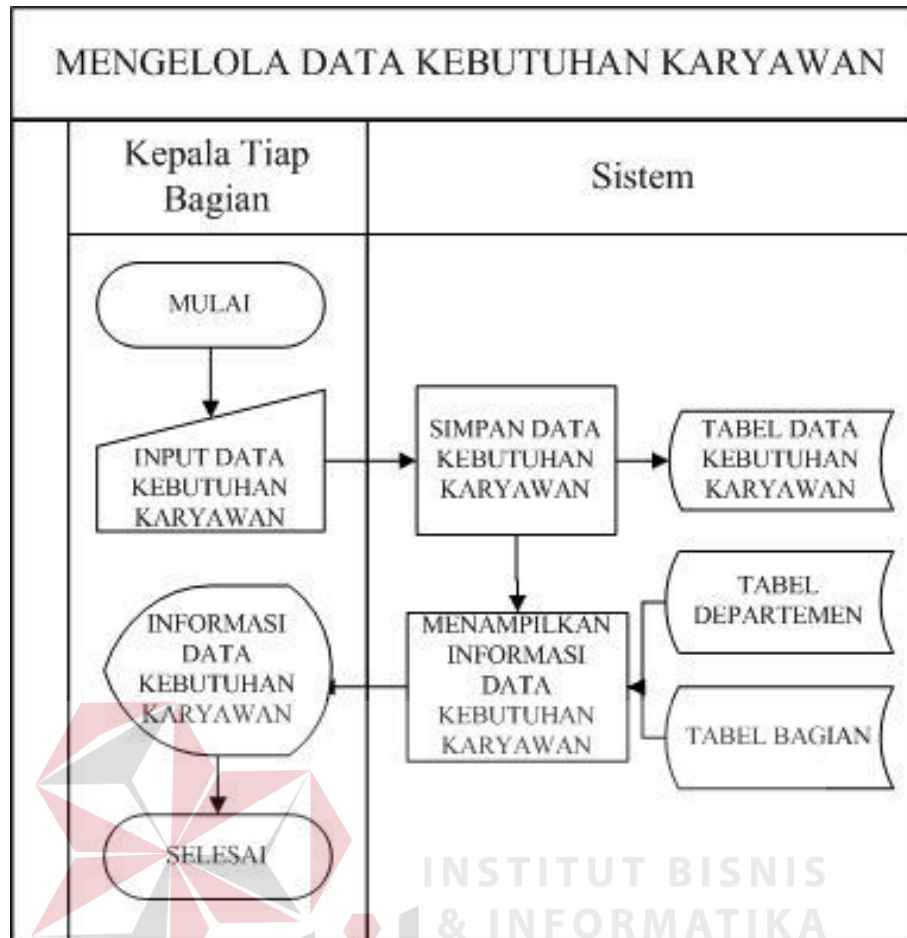 MENGELOLA DATA KEBUTUHAN KARYAWAN
Kepala Tiap
Bagian
Sistem
MULAI
INPUT DATA
KEBUTUHAN
KARYAWAN
SIMPAN DATA
KEBUTUHAN
KARYAWAN
TABEL DATA
KEBUTUHAN
KARYAWAN
TABEL
DEPARTEMEN
INFORMASI
DATA
KEBUTUHAN
KARYAWAN
MENAMPILKAN
INFORMASI
DATA
KEBUTUHAN
KARYAWAN
TABEL BAGIAN
SELESAI
INSTITUT BISNIS
& INFORMATIKA